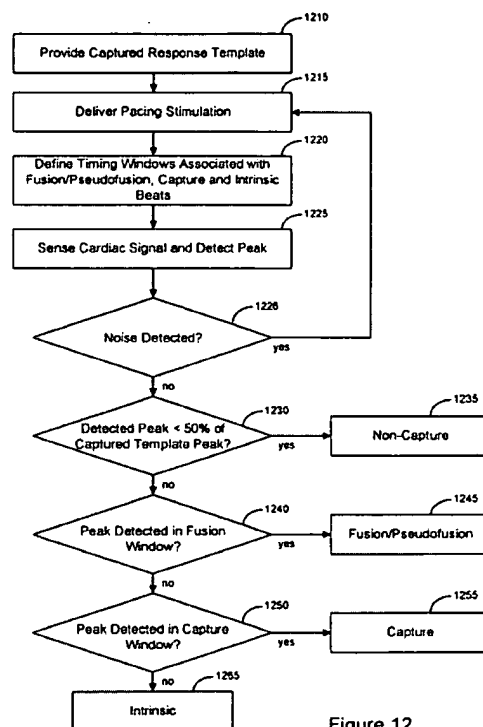 1210
Provide Captured Response Template
1215
Deliver Pacing Stimulation
1220
Define Timing Windows Associated with
Fusion/Pseudofusion, Capture and Intrinsic
Beats
1225
Sense Cardiac Signal and Detect Peak
1226
Noise Detected?
yes
no
1230
Detected Peak < 50% of
Captured Template Peak?
yes
1235
Non-Capture
no
1240
Peak Detected in Fusion
Window?
yes
1245
Fusion/Pseudofusion
no
1250
Peak Detected in Capture
Window?
yes
1255
Capture
no
1265
Intrinsic
Figure 12